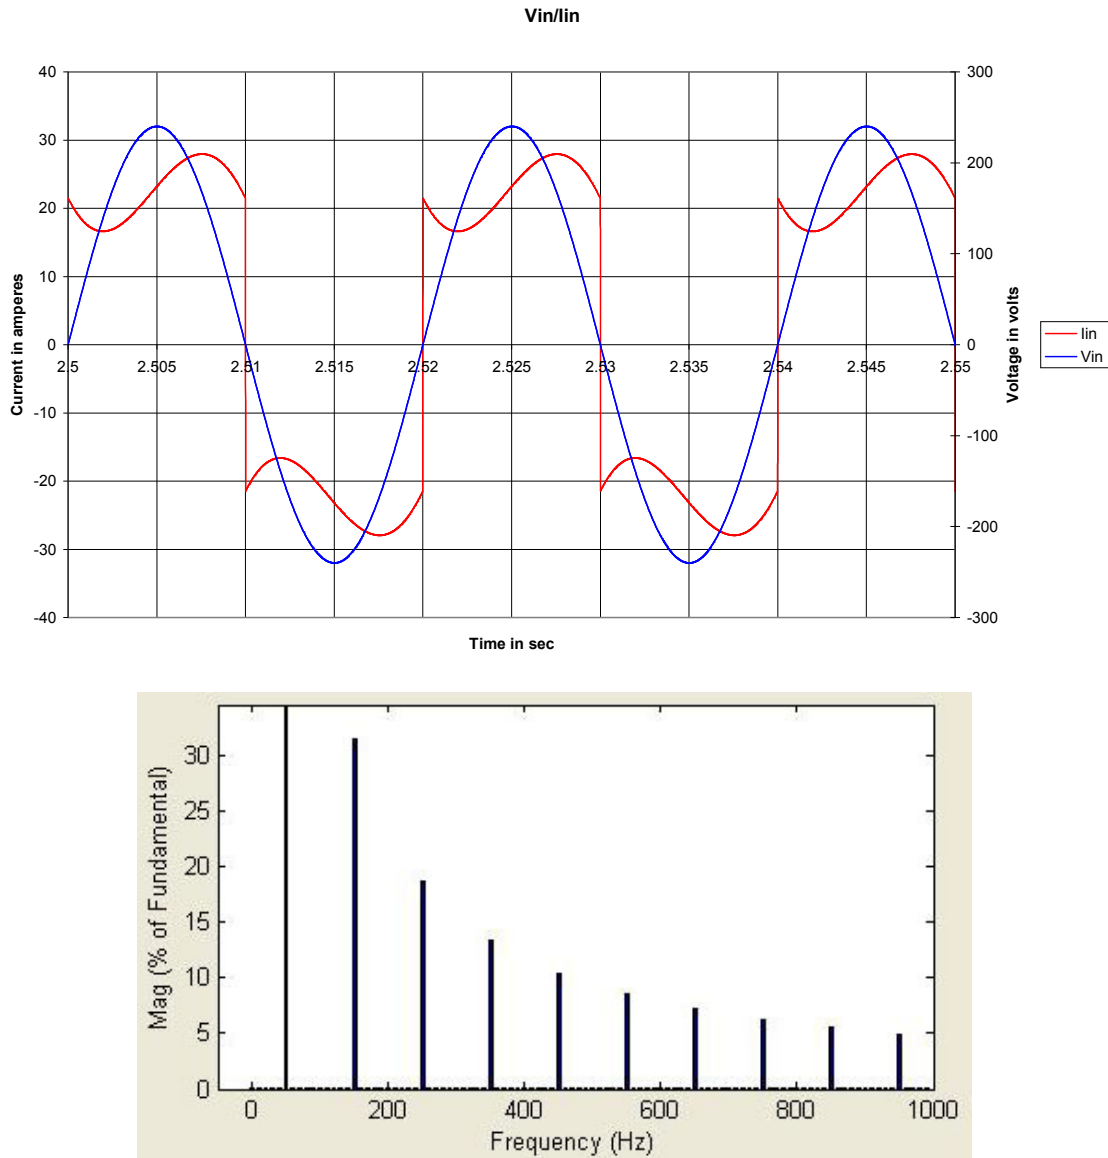 Vin/Iin
40
30
20
10
0
-10
-20
-30
-40
300
200
100
0
-100
-200
-300
2.5 2.505 2.51 2.515 2.52 2.525 2.53 2.535 2.54 2.545 2.55
Current in amperes
Voltage in volts
Iin
Vin
Time in sec
Mag (% of Fundamental)
30
25
20
15
10
5
0
0 200 400 600 800 1000
Frequency (Hz)